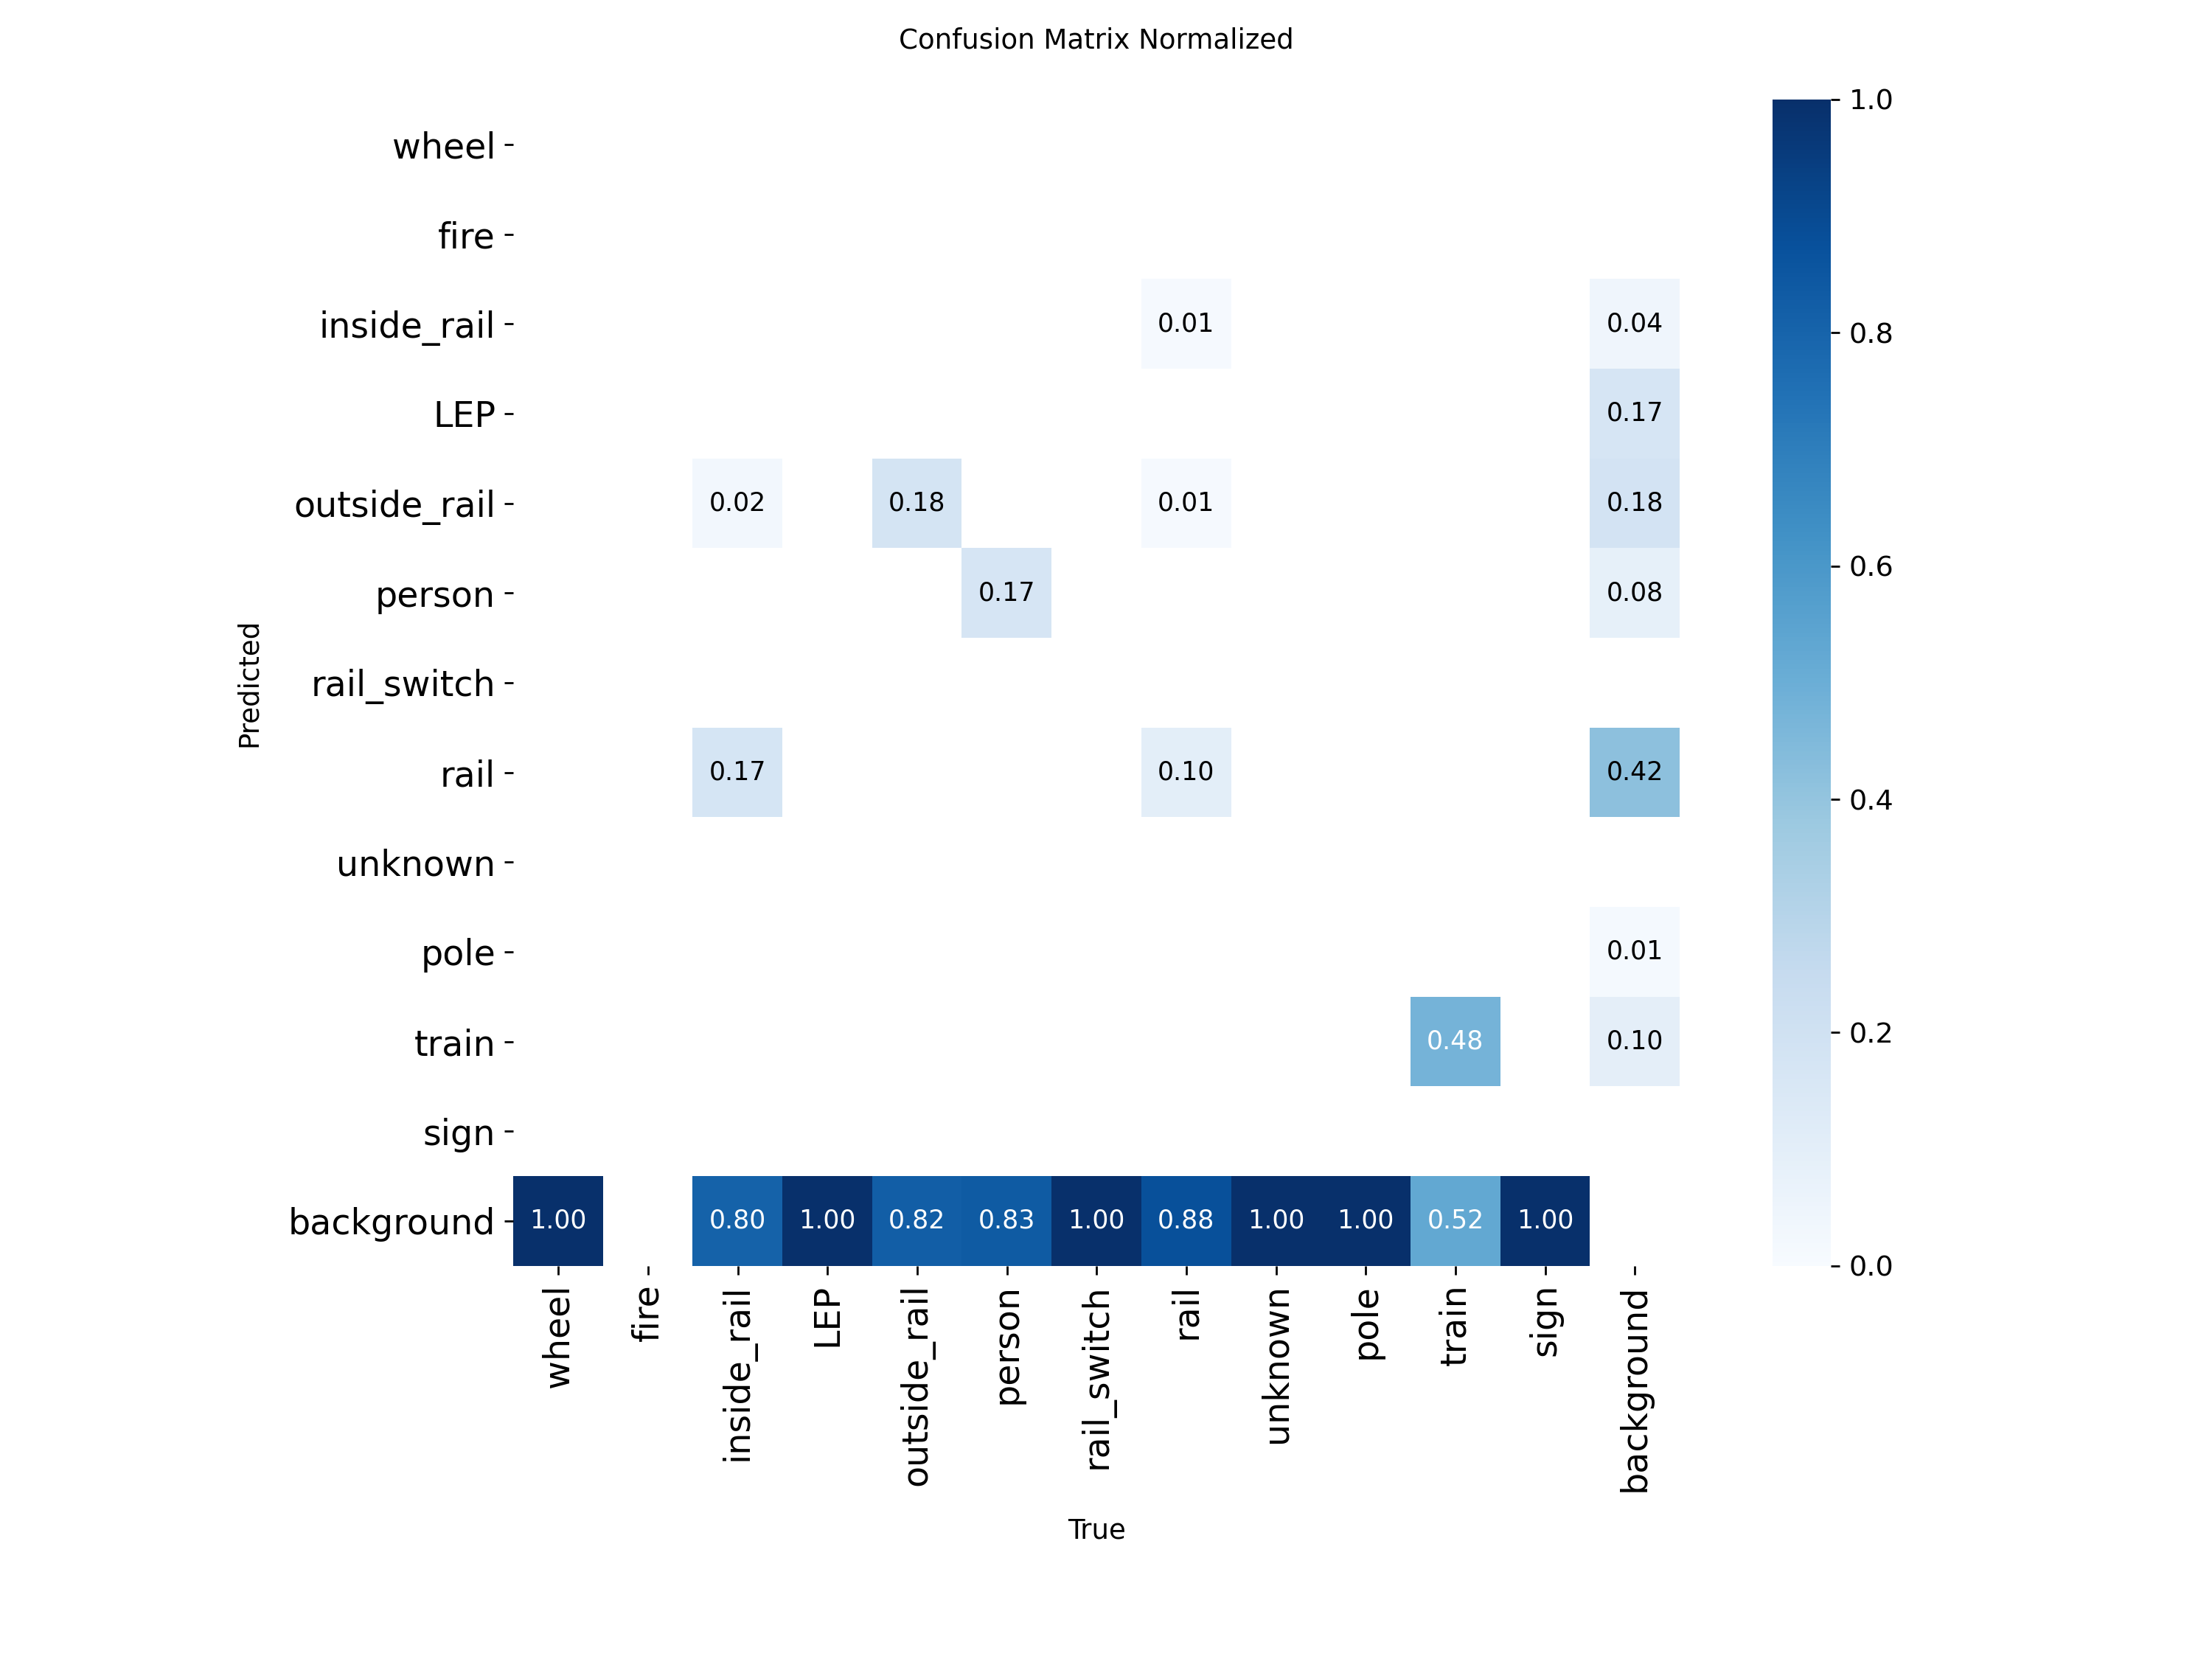 Confusion Matrix Normalized
1.0
wheel
fire
inside_rail 0.01 0.04
0.8
LEP 0.17
outside_rail 0.02 0.18 0.01 0.18
0.6
person 0.17 0.08
Predicted
rail_switch
rail 0.17 0.10 0.42
0.4
unknown
pole 0.01
0.2
train 0.48 0.10
sign
background 1.00 0.80 1.00 0.82 0.83 1.00 0.88 1.00 1.00 0.52 1.00
0.0
wheel fire inside_rail LEP outside_rail person rail_switch rail unknown pole train sign background
True